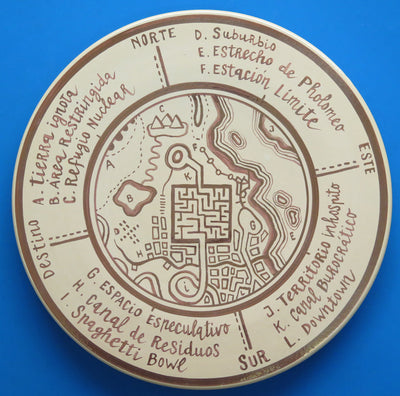 NORTE
D. Suburbio
E. Estrecho de Pholomeo
F. Estación Límite
ESTE
J. Territorio inhóspito
K. Canal Burocrático
L. Downtown
SUR
G. Espacio Especulativo
H. Canal de Residuos
I. Spaghetti Bowl
Destino
A. tierra ignota
B. Área Restringida
C. Refugio Nuclear